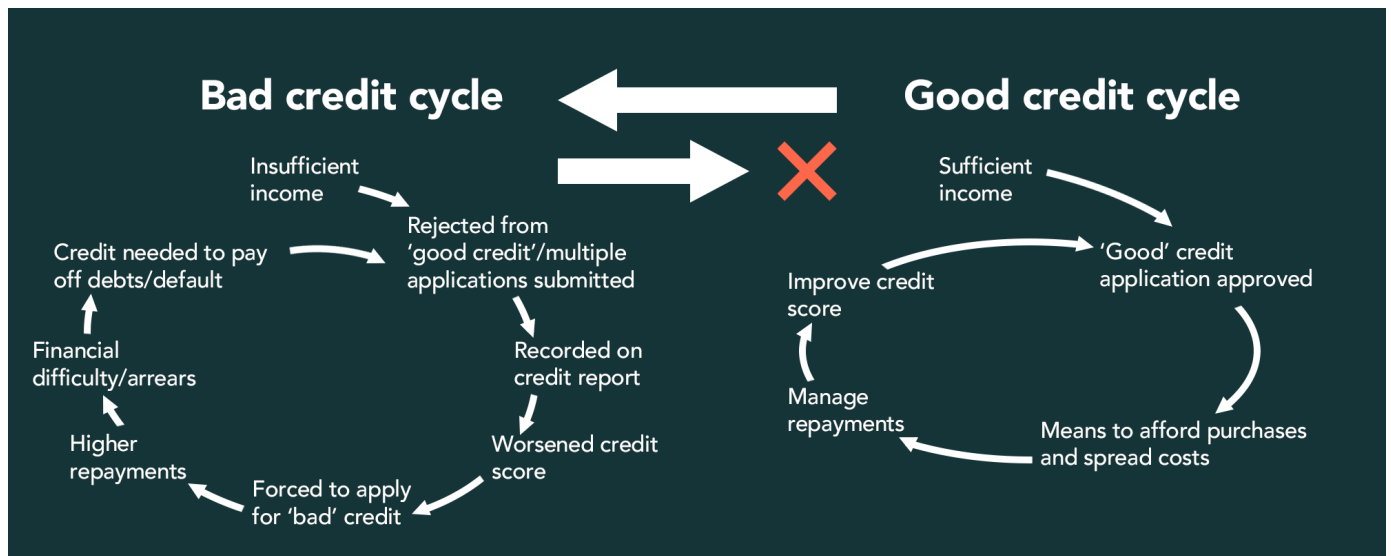 Bad credit cycle
Insufficient
income
Rejected from
‘good credit’/multiple
applications submitted
Recorded on
credit report
Worsened credit
score
Forced to apply
for ‘bad’ credit
Higher
repayments
Financial
difficulty/arrears
Credit needed to pay
off debts/default
Good credit cycle
Sufficient
income
‘Good’ credit
application approved
Means to afford purchases
and spread costs
Manage
repayments
Improve credit
score